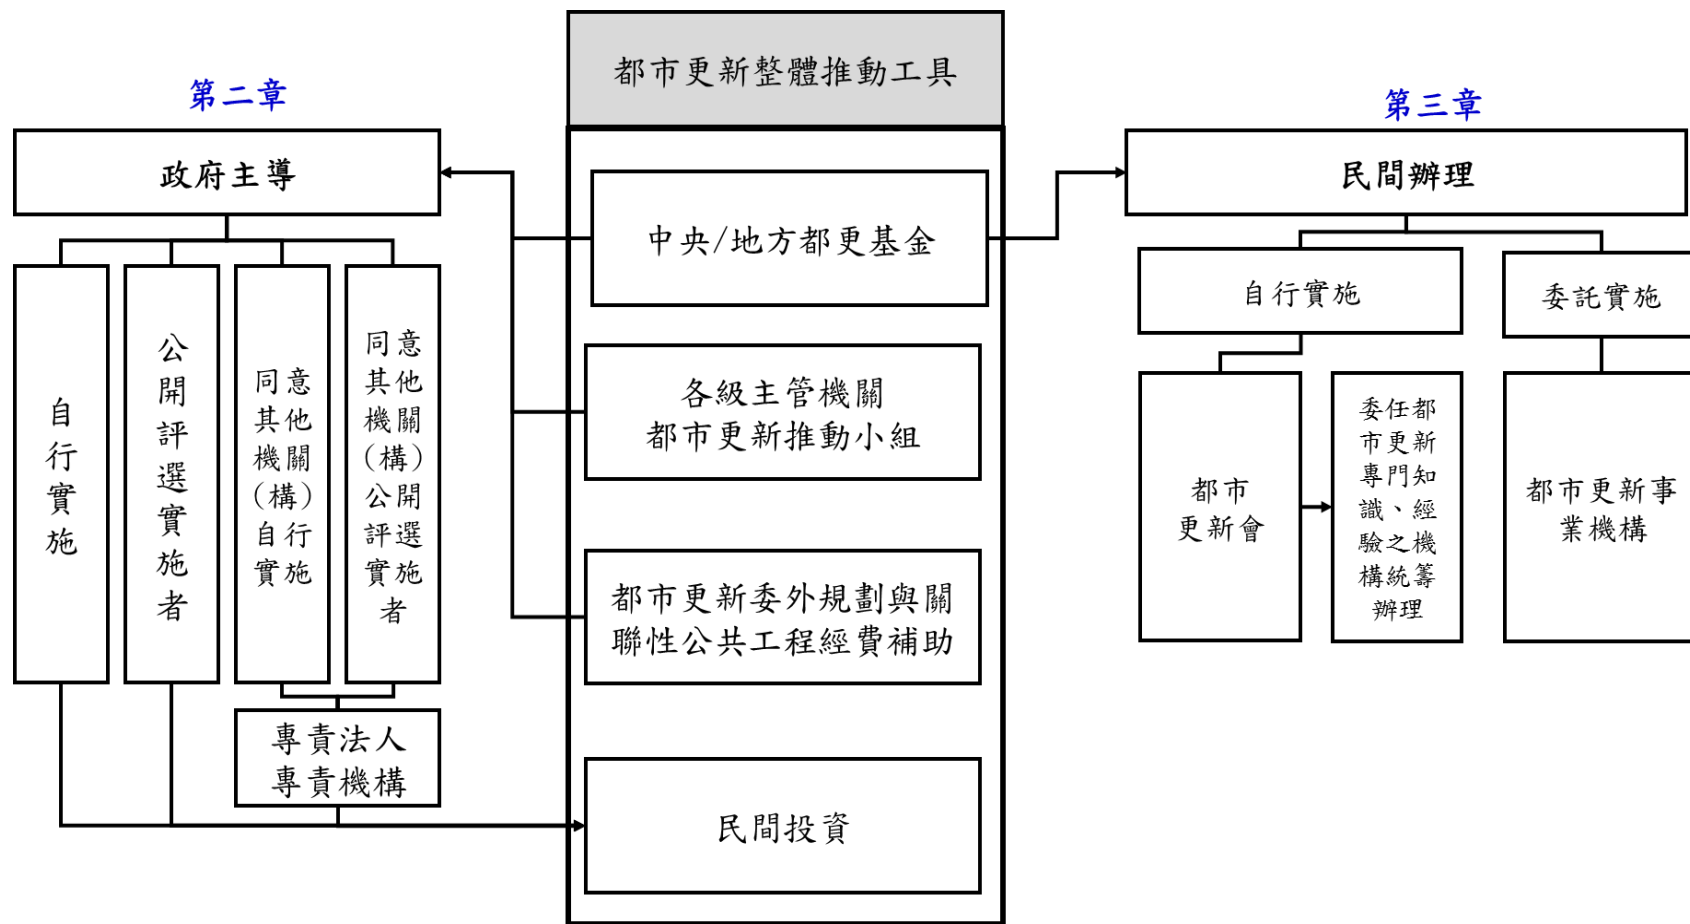 都市更新整體推動工具
第二章
政府主導
自
行
實
施
公
開
評
選
實
施
者
同意
其他
機關
(構)
自行
實施
同意
其他
機關
(構)
公開
評選
實施
者
專責法人
專責機構
中央/地方都更基金
各級主管機關
都市更新推動小組
都市更新委外規劃與關
聯性公共工程經費補助
民間投資
第三章
民間辦理
自行實施
委託實施
都市
更新會
委任都
市更新
專門知
識、經
驗之機
構統籌
辦理
都市更新事
業機構